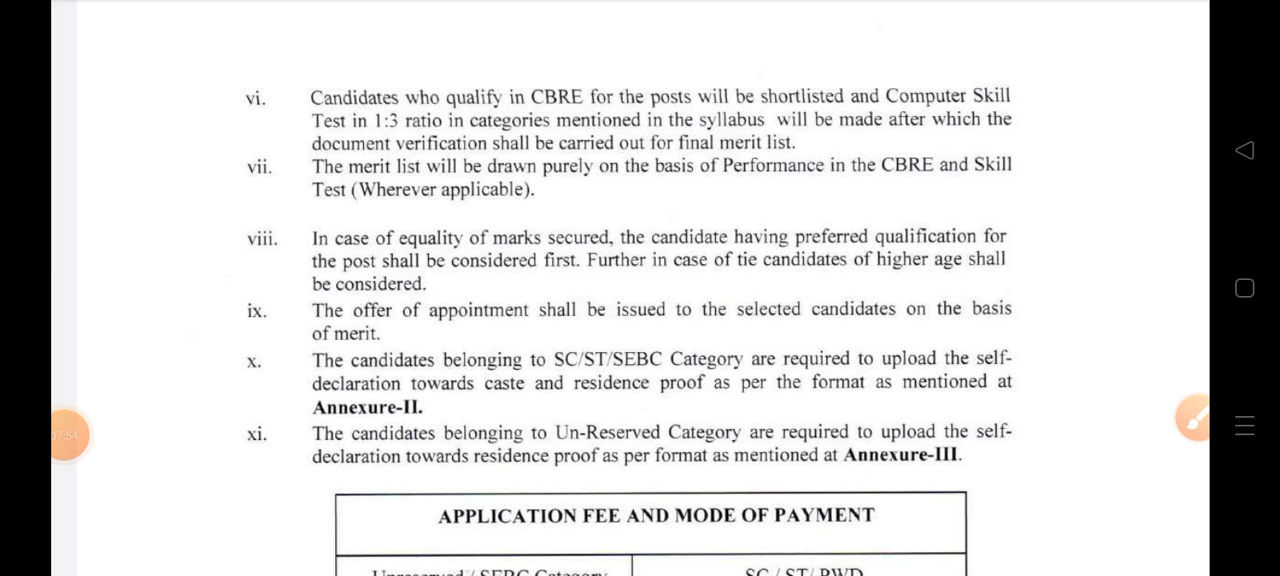 vi. Candidates who qualify in CBRE for the posts will be shortlisted and Computer Skill
Test in 1:3 ratio in categories mentioned in the syllabus will be made after which the
document verification shall be carried out for final merit list.
vii. The merit list will be drawn purely on the basis of Performance in the CBRE and Skill
Test (Wherever applicable).
viii. In case of equality of marks secured, the candidate having preferred qualification for
the post shall be considered first. Further in case of tie candidates of higher age shall
be considered.
ix. The offer of appointment shall be issued to the selected candidates on the basis
of merit.
x. The candidates belonging to SC/ST/SEBC Category are required to upload the self-
declaration towards caste and residence proof as per the format as mentioned at
Annexure-II.
07:54
xi. The candidates belonging to Un-Reserved Category are required to upload the self-
declaration towards residence proof as per format as mentioned at Annexure-III.
APPLICATION FEE AND MODE OF PAYMENT
Unreserved / SEBC Category
SC / ST/ PWD